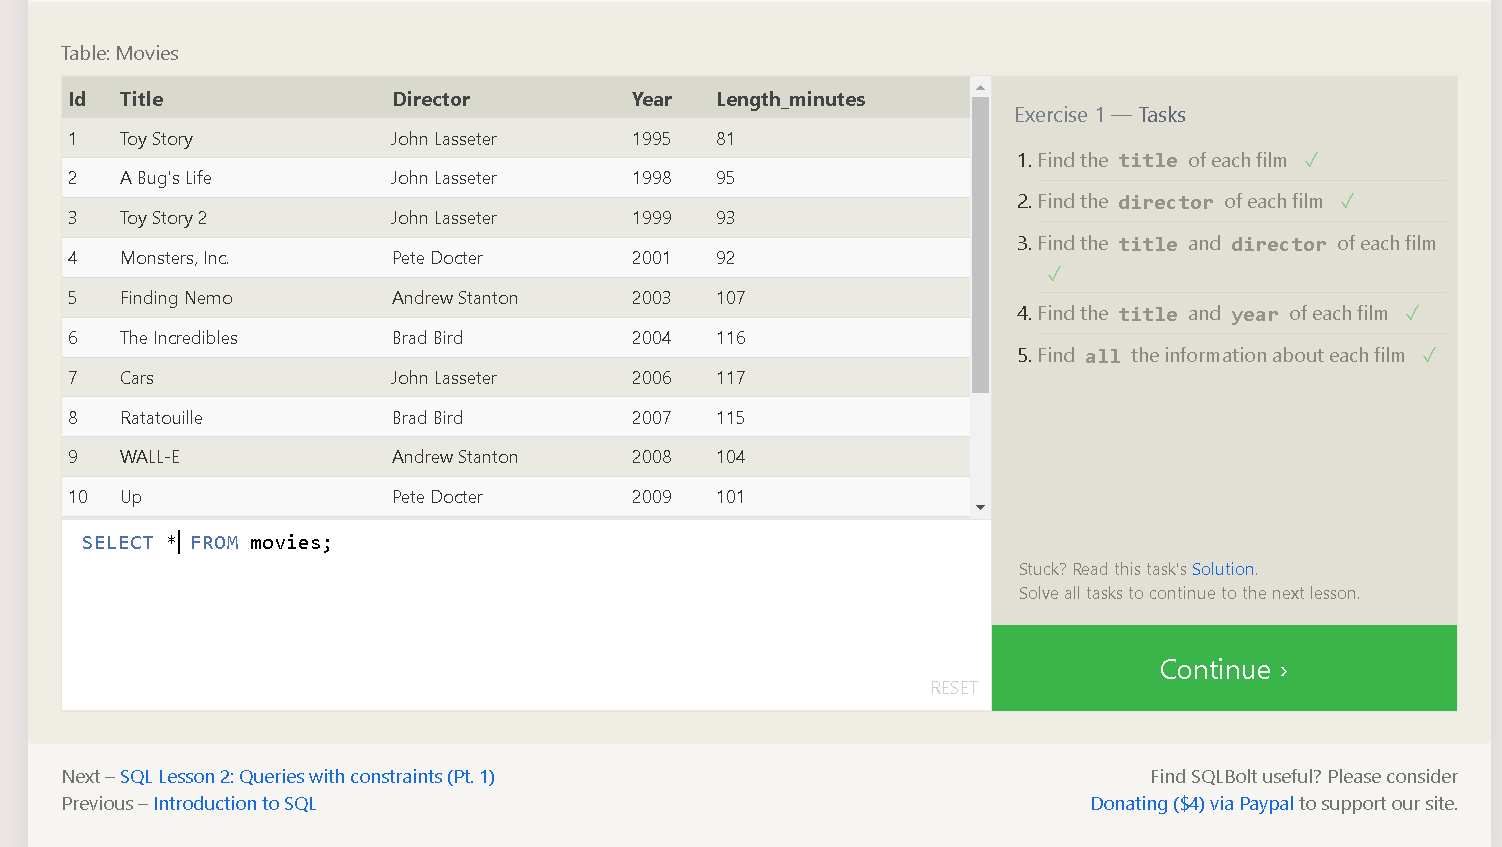 Table: Movies
Id Title Director Year Length_minutes
1 Toy Story John Lasseter 1995 81
2 A Bug's Life John Lasseter 1998 95
3 Toy Story 2 John Lasseter 1999 93
4 Monsters, Inc. Pete Docter 2001 92
5 Finding Nemo Andrew Stanton 2003 107
6 The Incredibles Brad Bird 2004 116
7 Cars John Lasseter 2006 117
8 Ratatouille Brad Bird 2007 115
9 WALL-E Andrew Stanton 2008 104
10 Up Pete Docter 2009 101
SELECT * FROM movies;
RESET
Exercise 1 — Tasks
1. Find the title of each film ✓
2. Find the director of each film ✓
3. Find the title and director of each film
✓
4. Find the title and year of each film ✓
5. Find all the information about each film ✓
Stuck? Read this task's Solution.
Solve all tasks to continue to the next lesson.
Continue ›
Next – SQL Lesson 2: Queries with constraints (Pt. 1)
Previous – Introduction to SQL
Find SQLBolt useful? Please consider
Donating ($4) via Paypal to support our site.